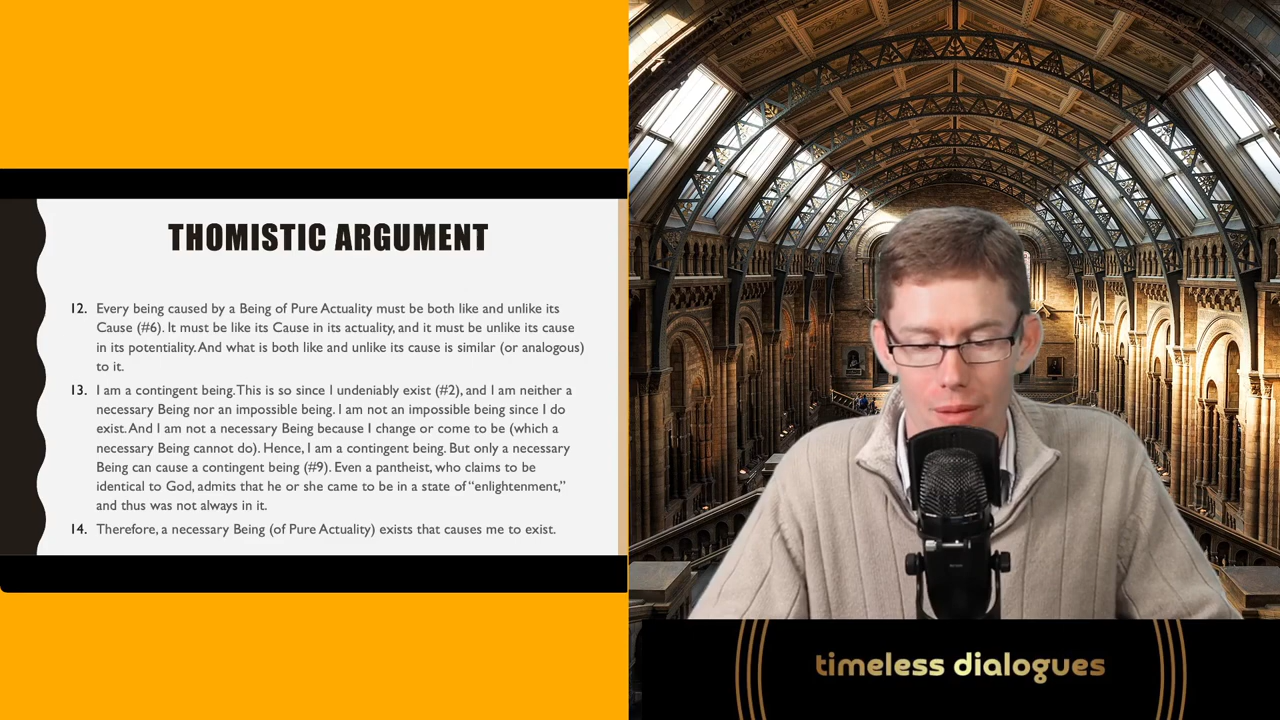 THOMISTIC ARGUMENT
12. Every being caused by a Being of Pure Actuality must be both like and unlike its
Cause (#6). It must be like its Cause in its actuality, and it must be unlike its cause
in its potentiality. And what is both like and unlike its cause is similar (or analogous)
to it.
13. I am a contingent being. This is so since I undeniably exist (#2), and I am neither a
necessary Being nor an impossible being. I am not an impossible being since I do
exist. And I am not a necessary Being because I change or come to be (which a
necessary Being cannot do). Hence, I am a contingent being. But only a necessary
Being can cause a contingent being (#9). Even a pantheist, who claims to be
identical to God, admits that he or she came to be in a state of “enlightenment,”
and thus was not always in it.
14. Therefore, a necessary Being (of Pure Actuality) exists that causes me to exist.
timeless dialogues